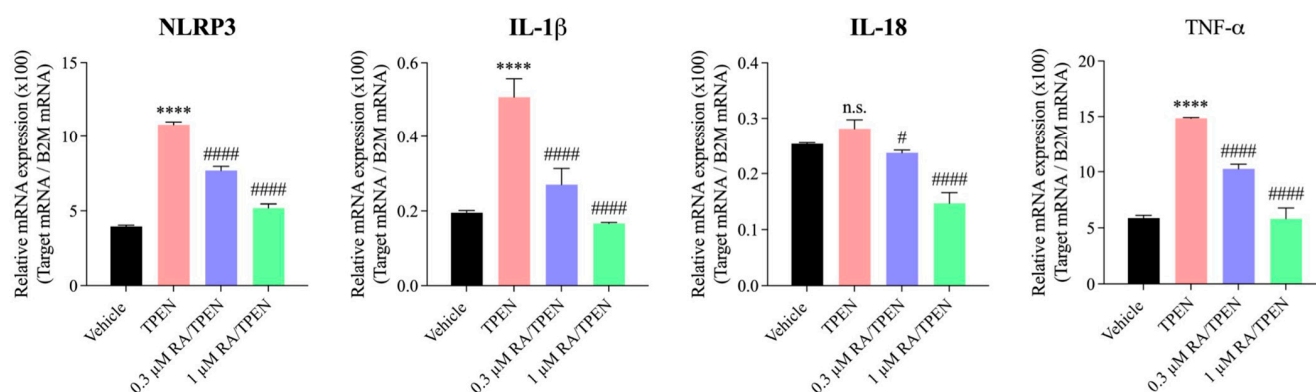 NLRP3
Relative mRNA expression (x100)
(Target mRNA / B2M mRNA)
15
10
5
0
****
####
####
Vehicle
TPEN
0.3 µM RA/TPEN
1 µM RA/TPEN
IL-1β
Relative mRNA expression (x100)
(Target mRNA / B2M mRNA)
0.6
0.4
0.2
0.0
****
####
####
Vehicle
TPEN
0.3 µM RA/TPEN
1 µM RA/TPEN
IL-18
Relative mRNA expression (x100)
(Target mRNA / B2M mRNA)
0.4
0.3
0.2
0.1
0.0
n.s.
#
####
Vehicle
TPEN
0.3 µM RA/TPEN
1 µM RA/TPEN
TNF-α
Relative mRNA expression (x100)
(Target mRNA / B2M mRNA)
20
15
10
5
0
****
####
####
Vehicle
TPEN
0.3 µM RA/TPEN
1 µM RA/TPEN